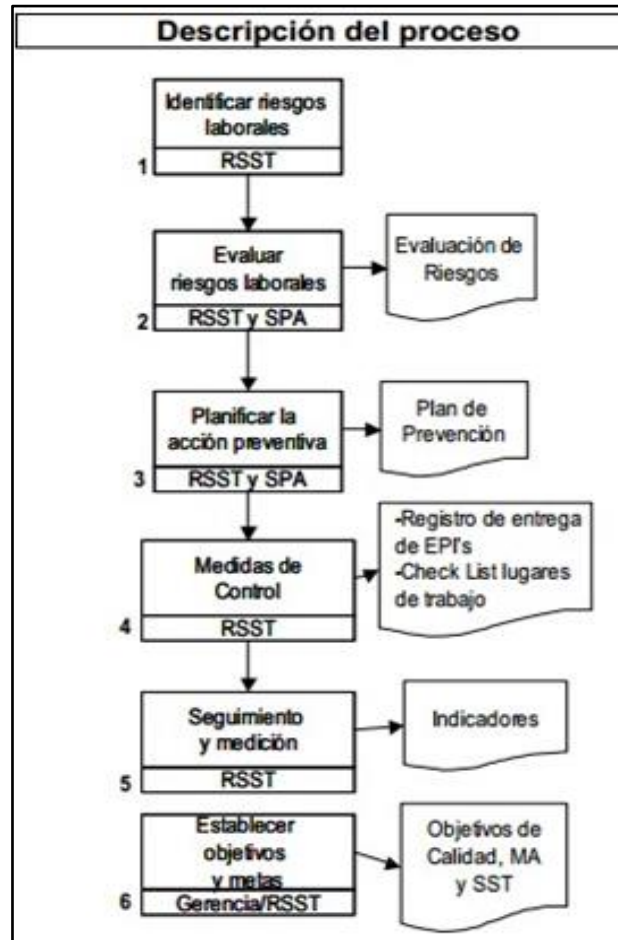 Descripción del proceso
Identificar riesgos
laborales
1
RSST
Evaluar
riesgos laborales
2
RSST y SPA
Evaluación de
Riesgos
Planificar la
acción preventiva
3
RSST y SPA
Plan de
Prevención
Medidas de
Control
4
RSST
-Registro de entrega
de EPI's
-Check List lugares
de trabajo
Seguimiento
y medición
5
RSST
Indicadores
Establecer
objetivos
y metas
6
Gerencia/RSST
Objetivos de
Calidad, MA
y SST